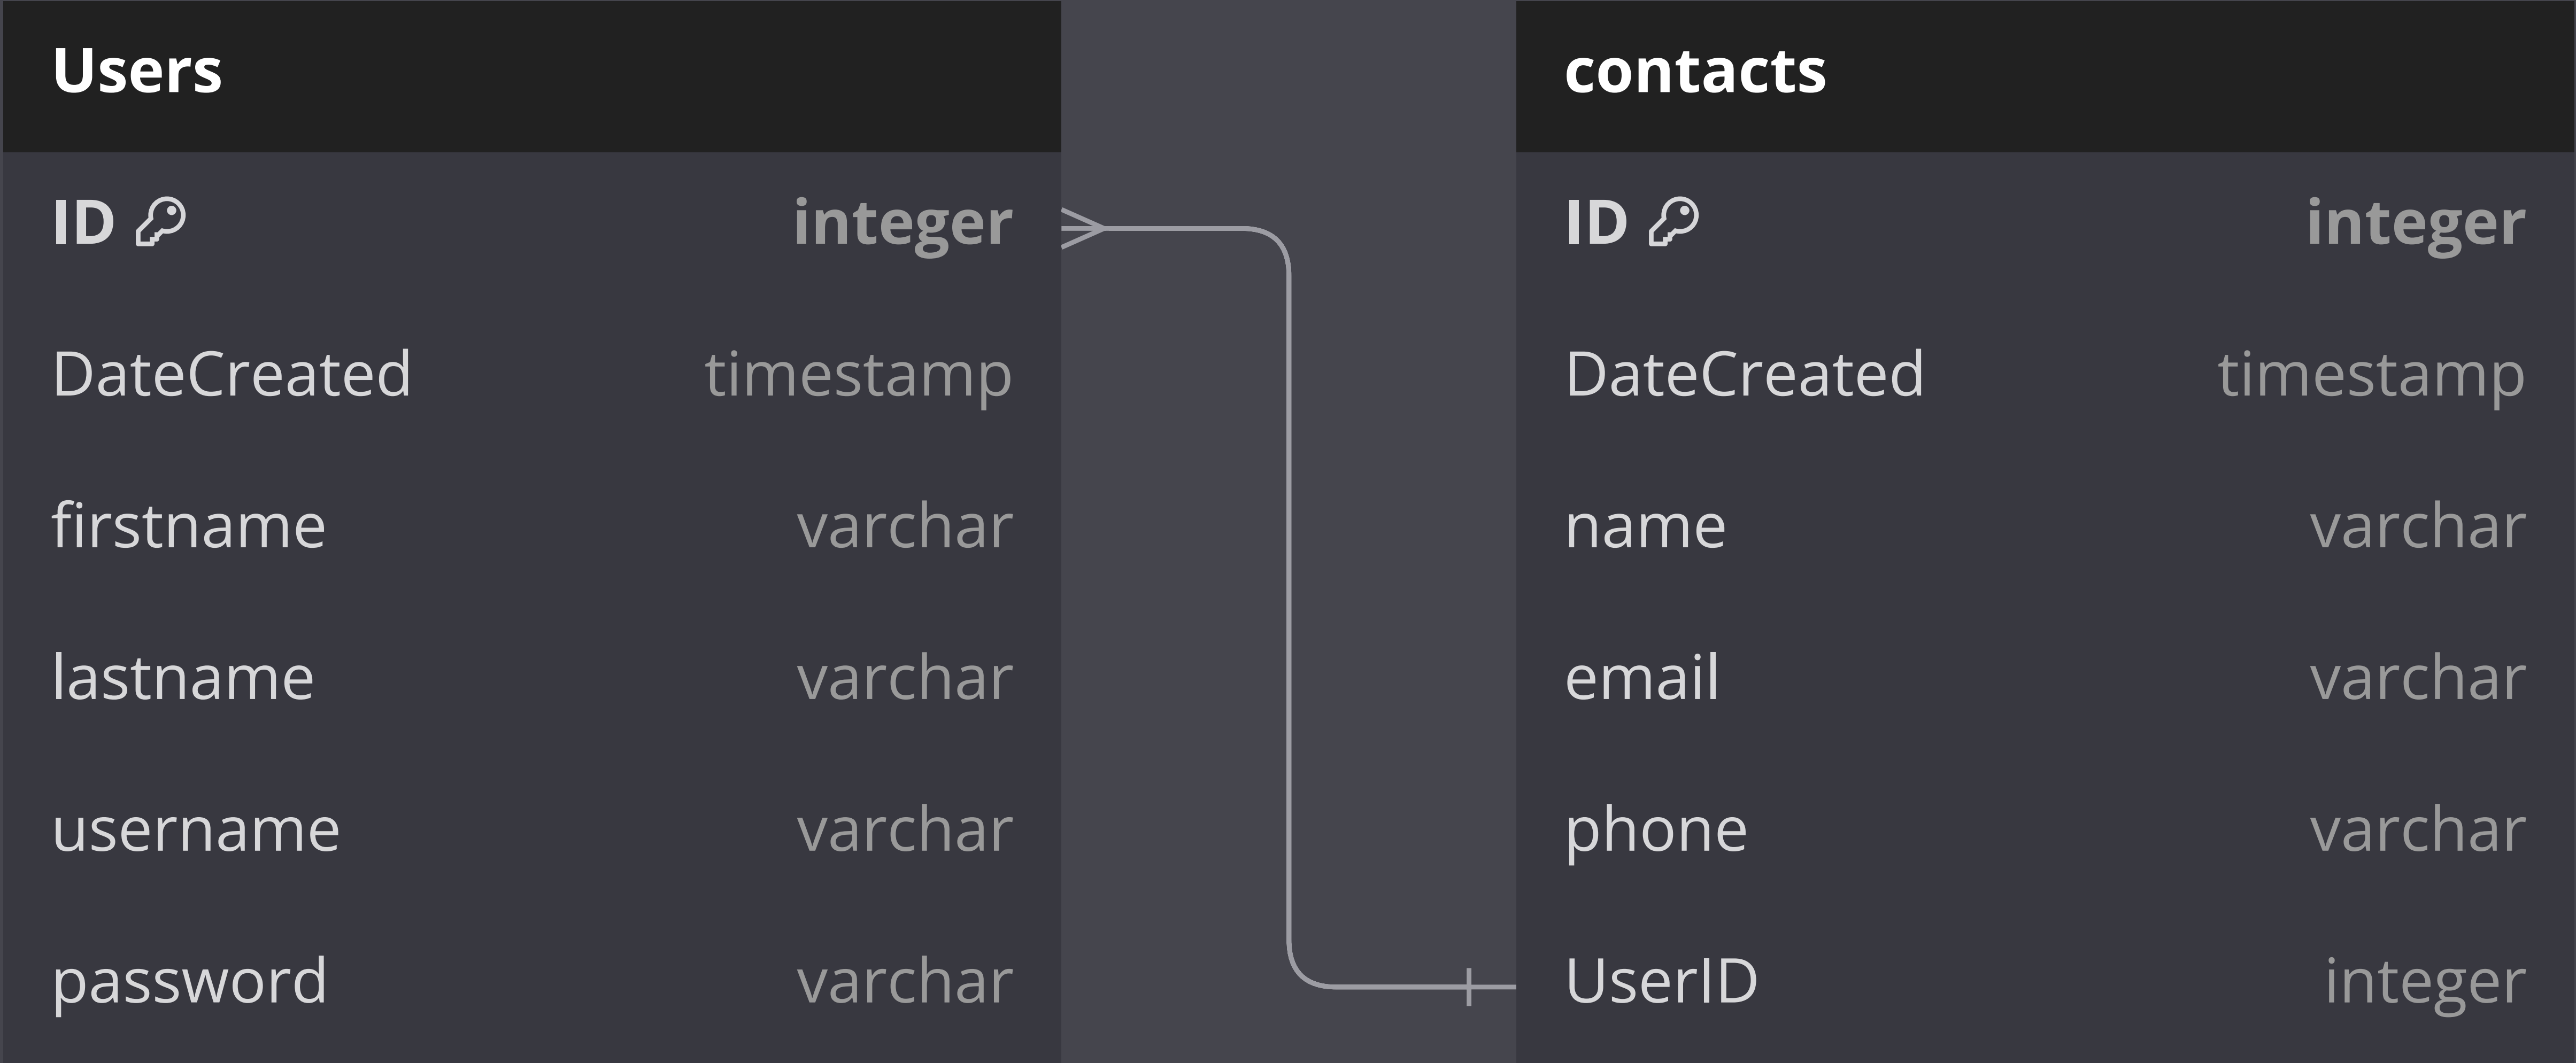 Users
ID integer
DateCreated timestamp
firstname varchar
lastname varchar
username varchar
password varchar
contacts
ID integer
DateCreated timestamp
name varchar
email varchar
phone varchar
UserID integer